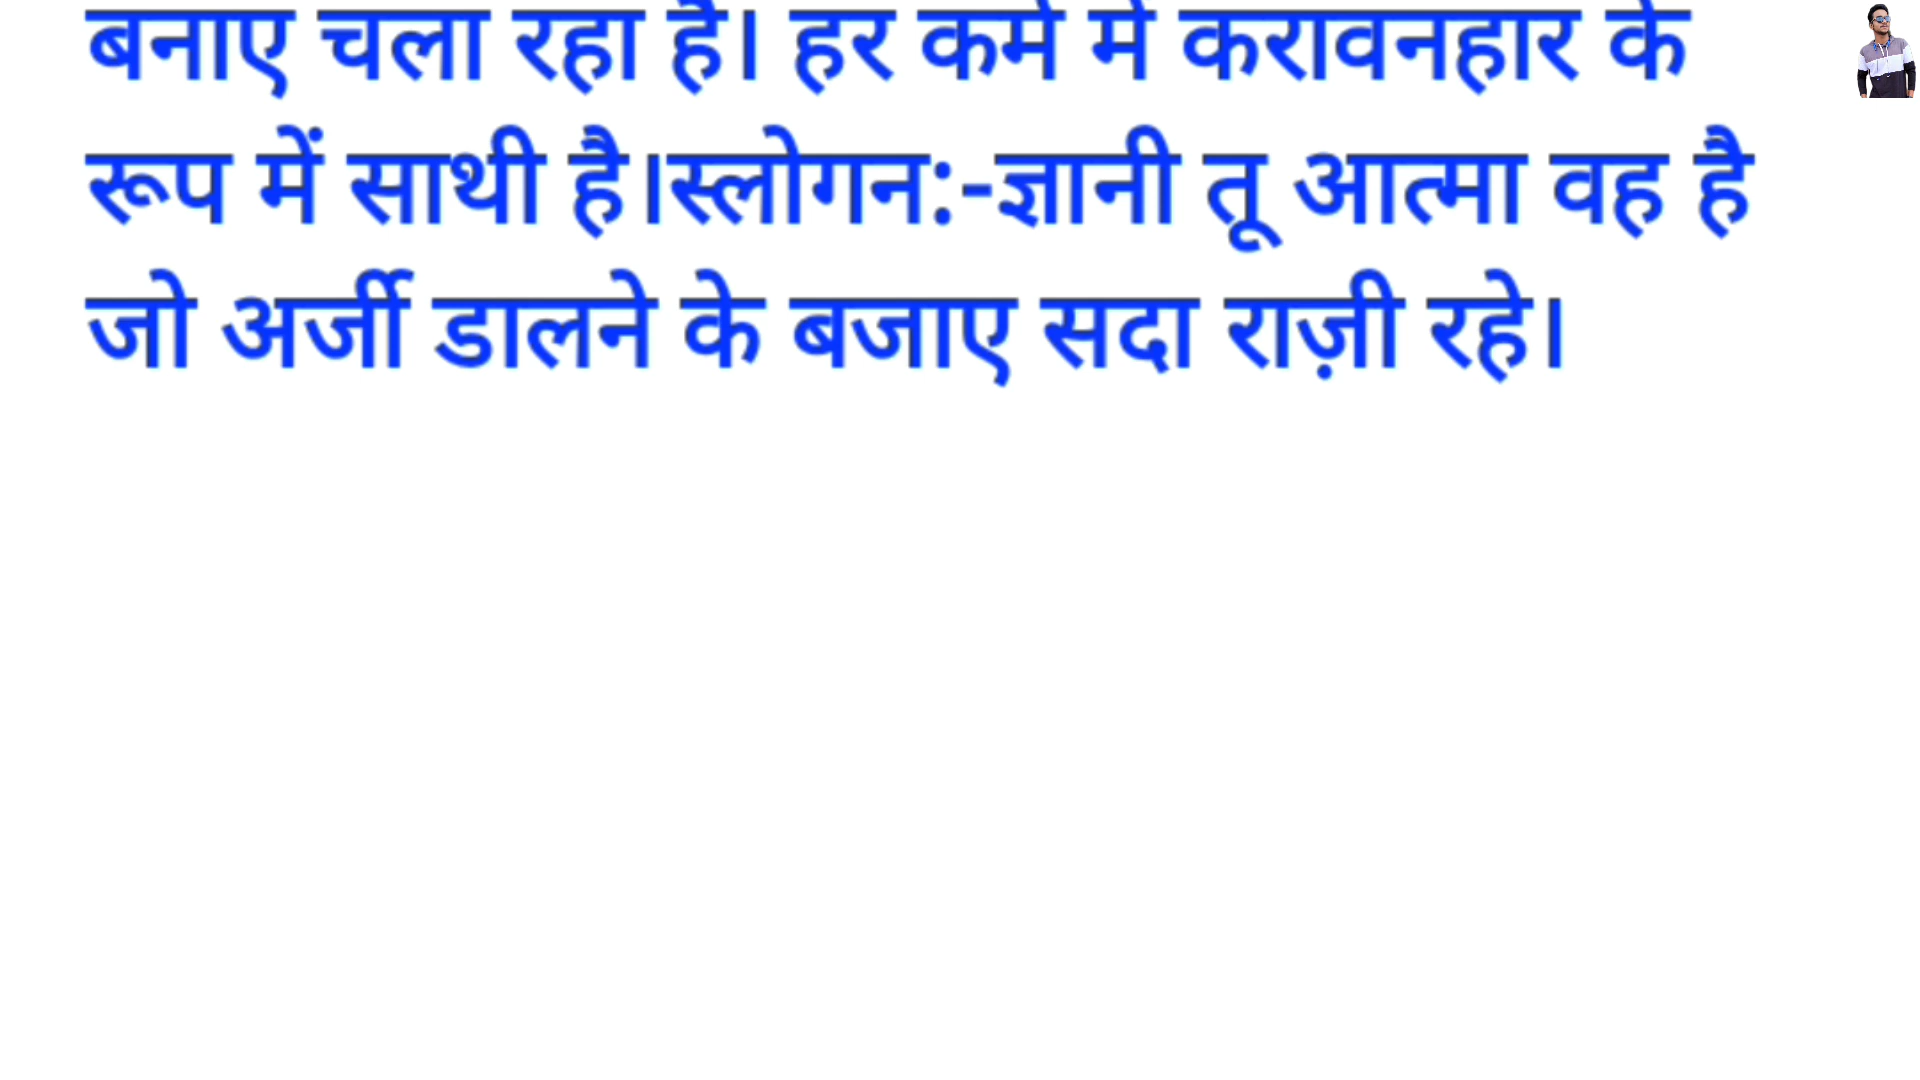 बनाए चला रहा है। हर कर्म में करावनहार के
रूप में साथी है।स्लोगन:-ज्ञानी तू आत्मा वह है
जो अर्जी डालने के बजाए सदा राज़ी रहे।